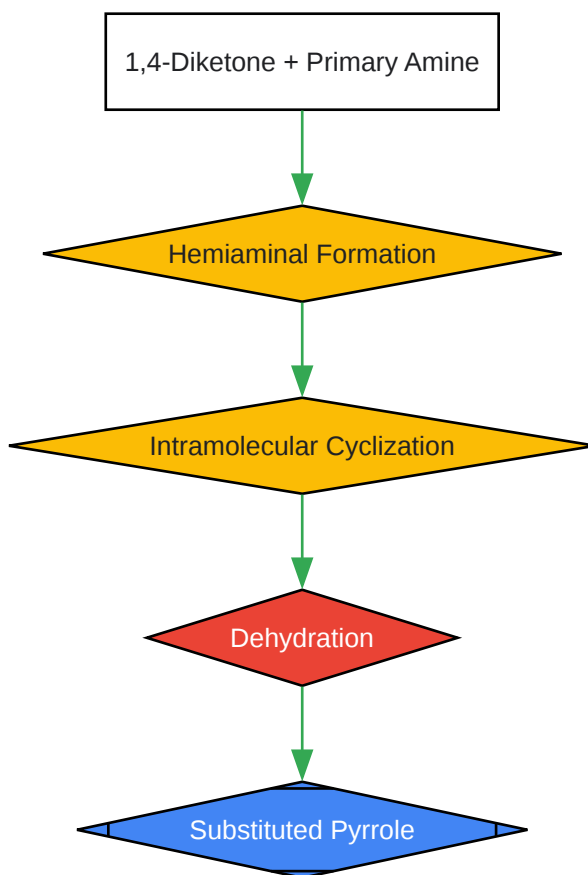 1,4-Diketone + Primary Amine
Hemiaminal Formation
Intramolecular Cyclization
Dehydration
Substituted Pyrrole